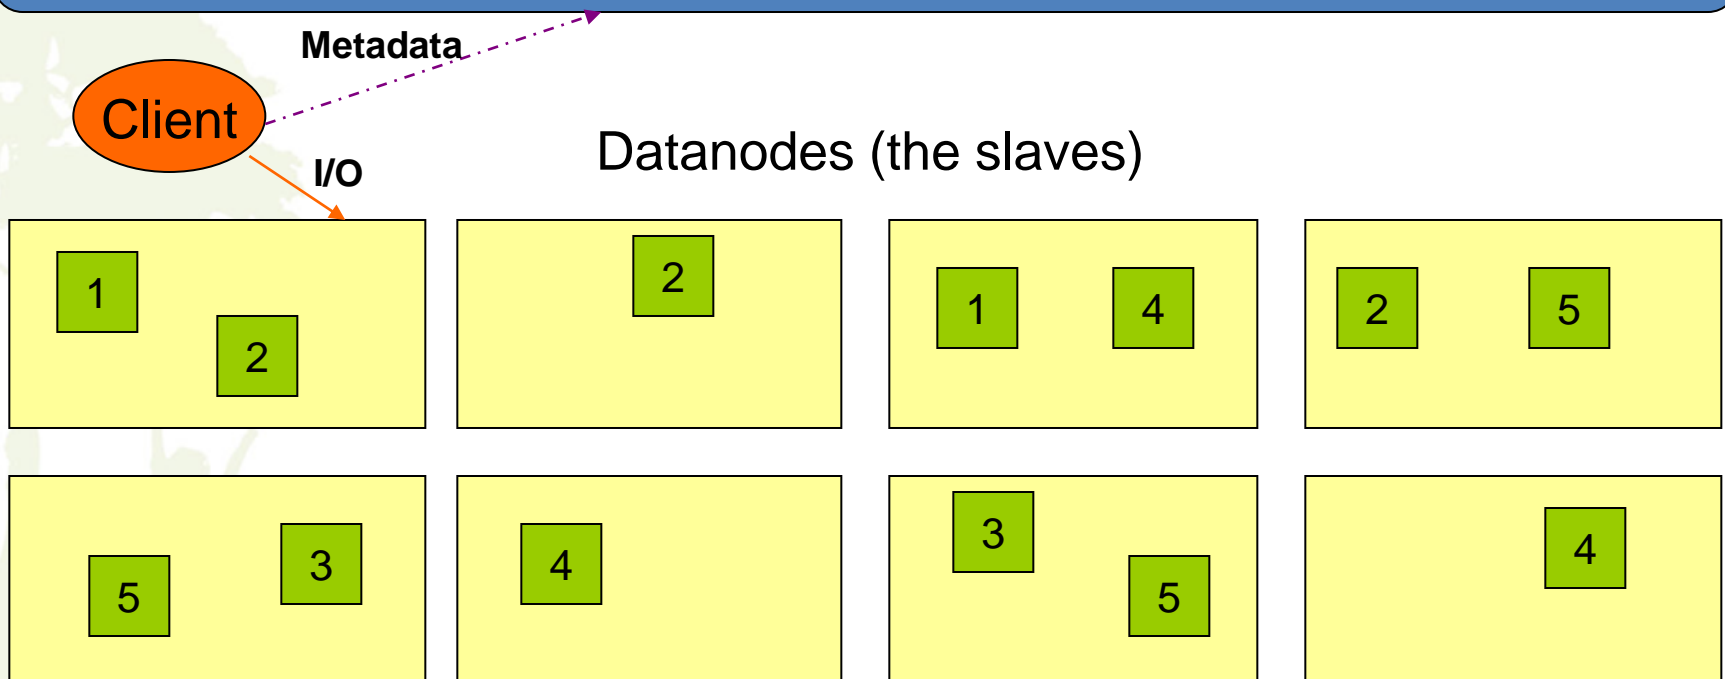 Metadata
Client
Datanodes (the slaves)
I/O
1
2
2
1 4
2 5
5 3
4
3
5
4